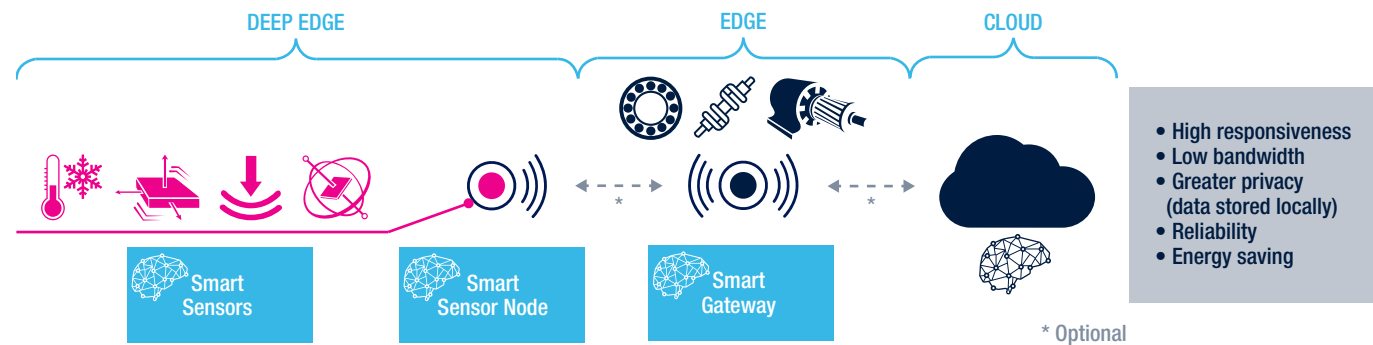 DEEP EDGE
EDGE
CLOUD
• High responsiveness
• Low bandwidth
• Greater privacy
(data stored locally)
• Reliability
• Energy saving
*
*
Smart
Sensors
Smart
Sensor Node
Smart
Gateway
* Optional